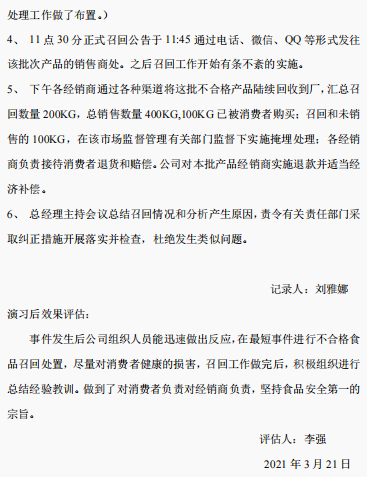 处理工作做了布置。）
4、 11 点 30 分正式召回公告于 11:45 通过电话、微信、QQ 等形式发往
该批次产品的销售商处。之后召回工作开始有条不紊的实施。
5、 下午各经销商通过各种渠道将这批不合格产品陆续回收到厂，汇总召
回数量 200KG，总销售数量 400KG,100KG 已被消费者购买；召回和未销
售的 100KG，在该市场监督管理有关部门监督下实施掩埋处理；各经销
商负责接待消费者退货和赔偿。公司对本批产品经销商实施退款并适当经
济补偿。
6、 总经理主持会议总结召回情况和分析产生原因，责令有关责任部门采
取纠正措施开展落实并检查，杜绝发生类似问题。
记录人：刘雅娜
演习后效果评估：
事件发生后公司组织人员能迅速做出反应，在最短事件进行不合格食
品召回处置，尽量对消费者健康的损害，召回工作做完后，积极组织进行
总结经验教训。做到了对消费者负责对经销商负责，坚持食品安全第一的
宗旨。
评估人：李强
2021 年 3 月 21 日